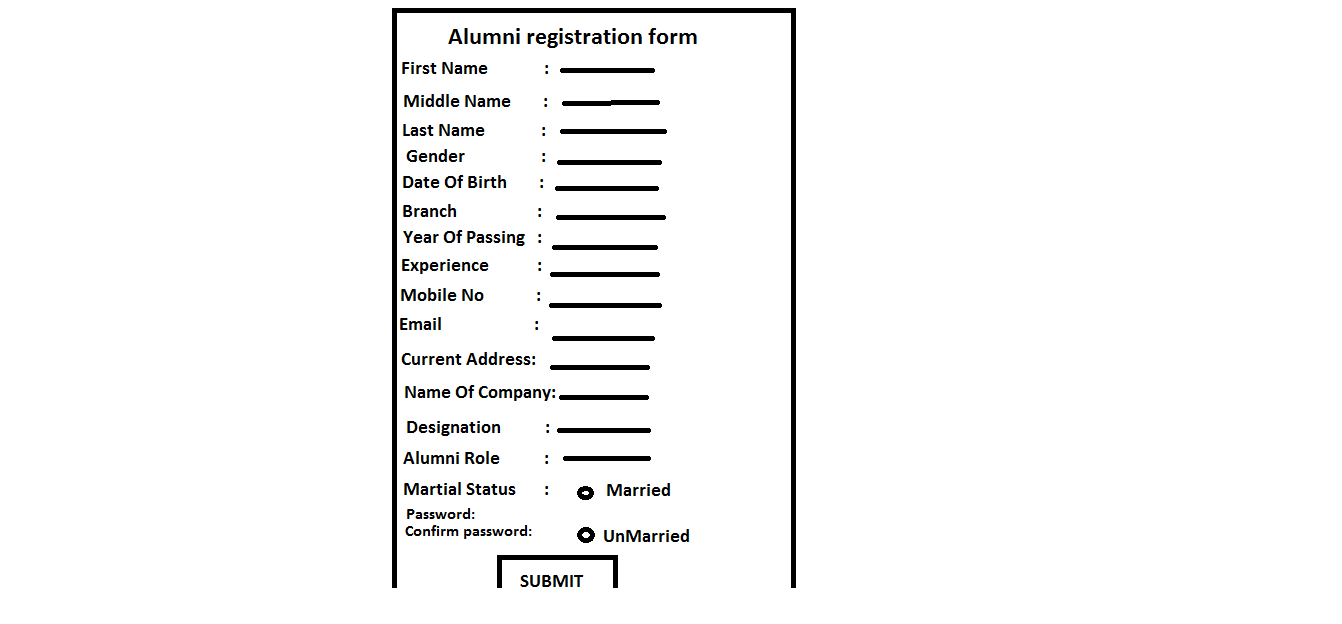 Alumni registration form
First Name :
Middle Name :
Last Name :
Gender :
Date Of Birth :
Branch :
Year Of Passing :
Experience :
Mobile No :
Email :
Current Address:
Name Of Company:
Designation :
Alumni Role :
Martial Status : Married
Password:
Confirm password: UnMarried
SUBMIT